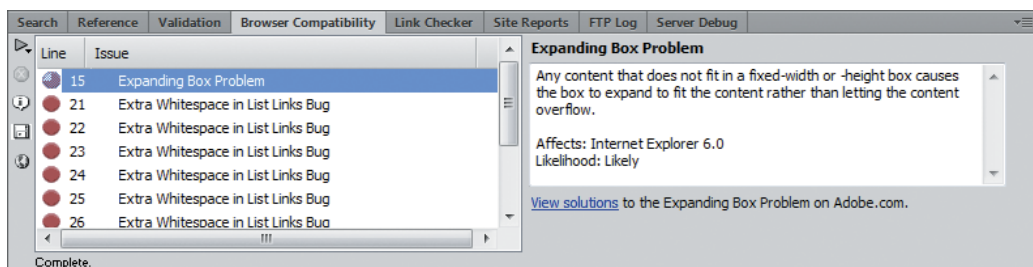 Search Reference Validation Browser Compatibility Link Checker Site Reports FTP Log Server Debug
Line Issue
15 Expanding Box Problem
21 Extra Whitespace in List Links Bug
22 Extra Whitespace in List Links Bug
23 Extra Whitespace in List Links Bug
24 Extra Whitespace in List Links Bug
25 Extra Whitespace in List Links Bug
26 Extra Whitespace in List Links Bug
Complete.
Expanding Box Problem
Any content that does not fit in a fixed-width or -height box causes
the box to expand to fit the content rather than letting the content
overflow.
Affects: Internet Explorer 6.0
Likelihood: Likely
View solutions to the Expanding Box Problem on Adobe.com.